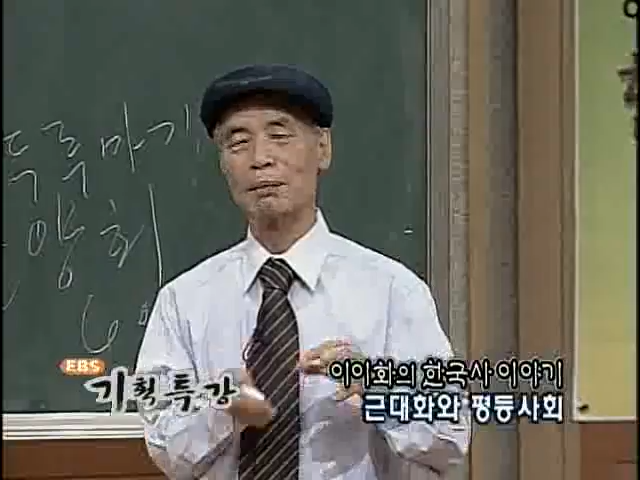 두루마기
양회
EBS
기획특강
이이화의 한국사 이야기
근대화와 평등사회